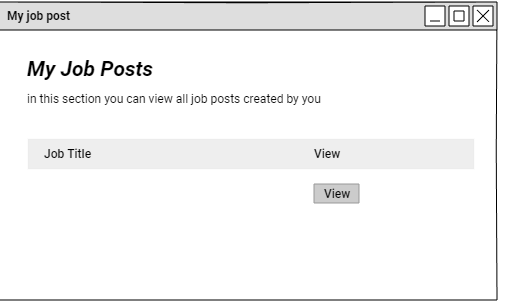 My job post
My Job Posts
in this section you can view all job posts created by you
Job Title View
View